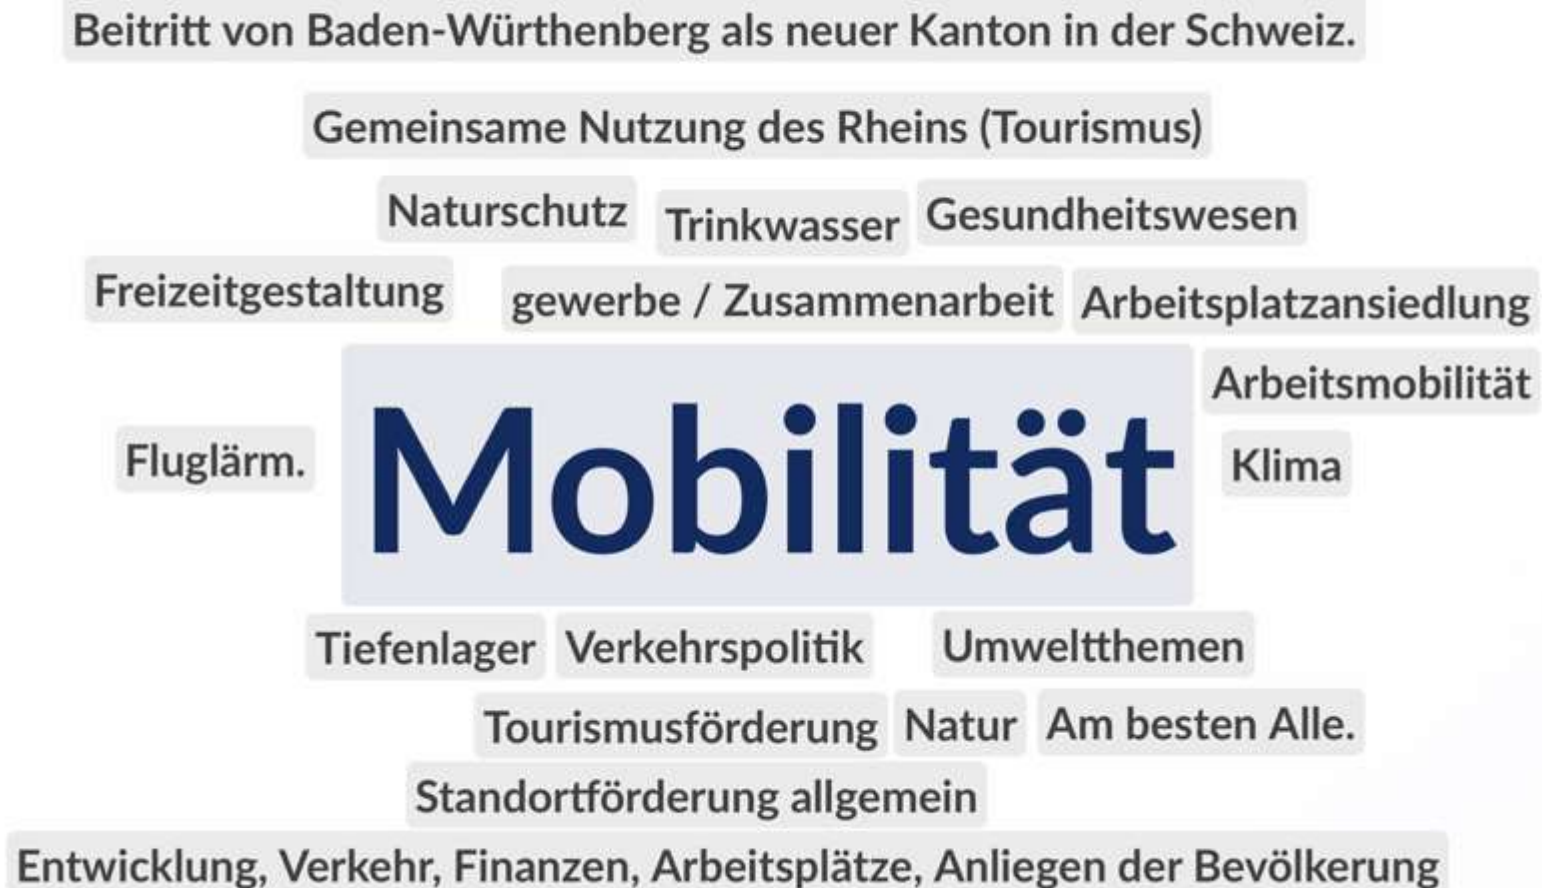 Beitritt von Baden-Würthenberg als neuer Kanton in der Schweiz.
Gemeinsame Nutzung des Rheins (Tourismus)
Naturschutz Trinkwasser Gesundheitswesen
Freizeitgestaltung gewerbe / Zusammenarbeit Arbeitsplatzansiedlung
Arbeitsmobilität
Fluglärm. Mobilität Klima
Tiefenlager Verkehrspolitik Umweltthemen
Tourismusförderung Natur Am besten Alle.
Standortförderung allgemein
Entwicklung, Verkehr, Finanzen, Arbeitsplätze, Anliegen der Bevölkerung